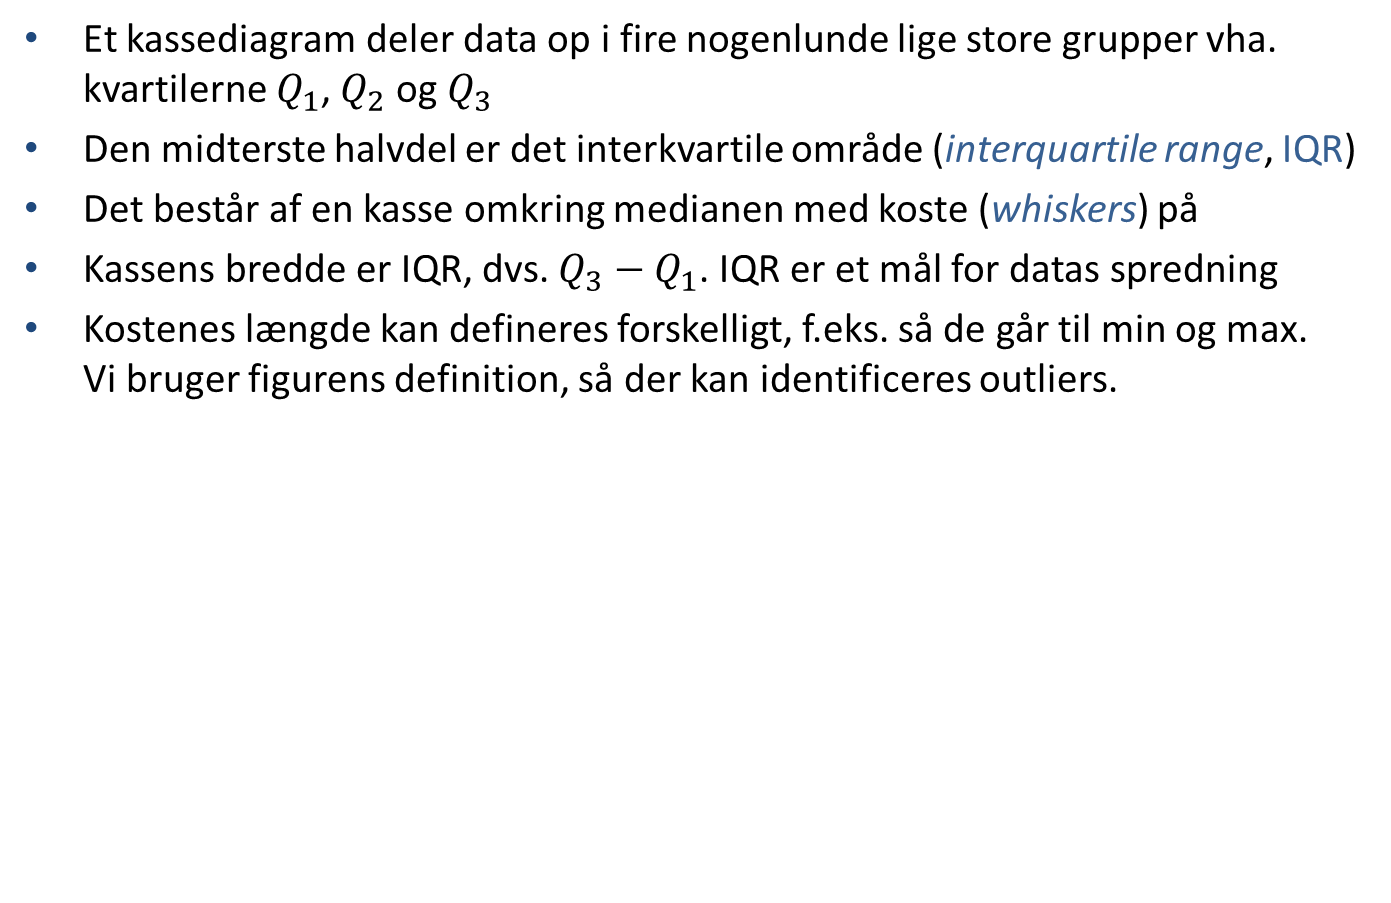 • Et kassediagram deler data op i fire nogenlunde lige store grupper vha.
kvartilerne Q₁, Q₂ og Q₃
• Den midterste halvdel er det interkvartile område (interquartile range, IQR)
• Det består af en kasse omkring medianen med koste (whiskers) på
• Kassens bredde er IQR, dvs. Q₃ − Q₁. IQR er et mål for datas spredning
• Kostenes længde kan defineres forskelligt, f.eks. så de går til min og max.
Vi bruger figurens definition, så der kan identificeres outliers.